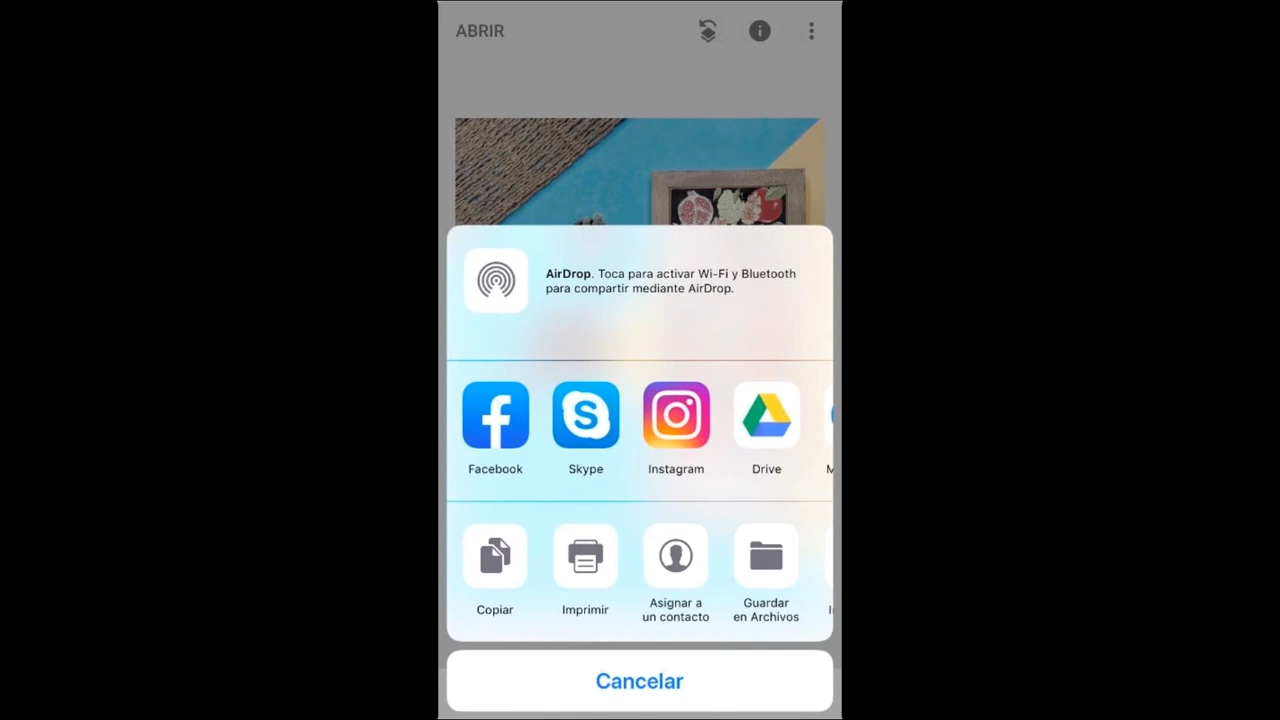 ABRIR
AirDrop. Toca para activar Wi-Fi y Bluetooth
para compartir mediante AirDrop.
Facebook
Skype
Instagram
Drive
Copiar
Imprimir
Asignar a
un contacto
Guardar
en Archivos
Cancelar